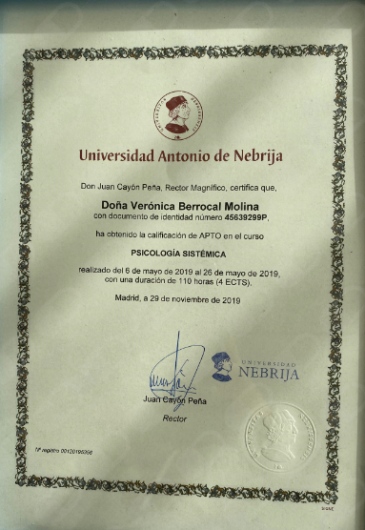 Universidad Antonio de Nebrija
Don Juan Cayón Peña, Rector Magnífico, certifica que,
Doña Verónica Berrocal Molina
con documento de identidad número 45639299P,
ha obtenido la calificación de APTO en el curso
PSICOLOGÍA SISTÉMICA
realizado del 6 de mayo de 2019 al 26 de mayo de 2019,
con una duración de 110 horas (4 ECTS).
Madrid, a 29 de noviembre de 2019
UNIVERSIDAD
NEBRIJA
Juan Cayón Peña
Rector
Nº registro